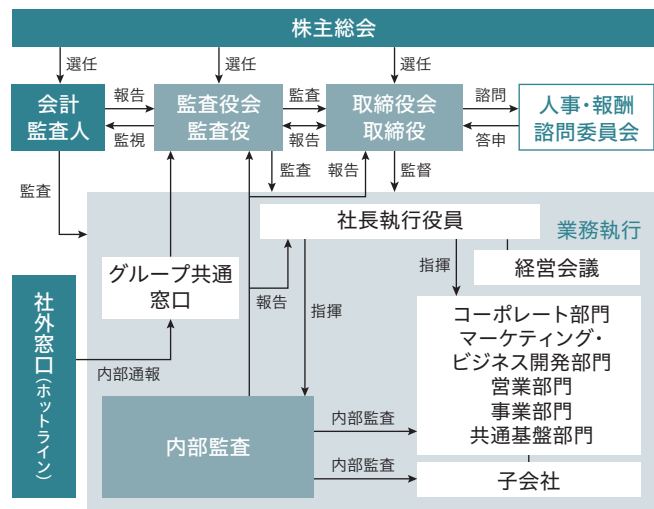 株主総会
選任
選任
選任
会計
監査人
報告
監視
監査役会
監査役
監査
報告
取締役会
取締役
諮問
答申
人事・報酬
諮問委員会
監査
監査
報告
監督
社長執行役員
業務執行
経営会議
グループ共通
窓口
報告
指揮
指揮
社外窓口(ホットライン)
内部通報
コーポレート部門
マーケティング・
ビジネス開発部門
営業部門
事業部門
共通基盤部門
内部監査
内部監査
内部監査
子会社